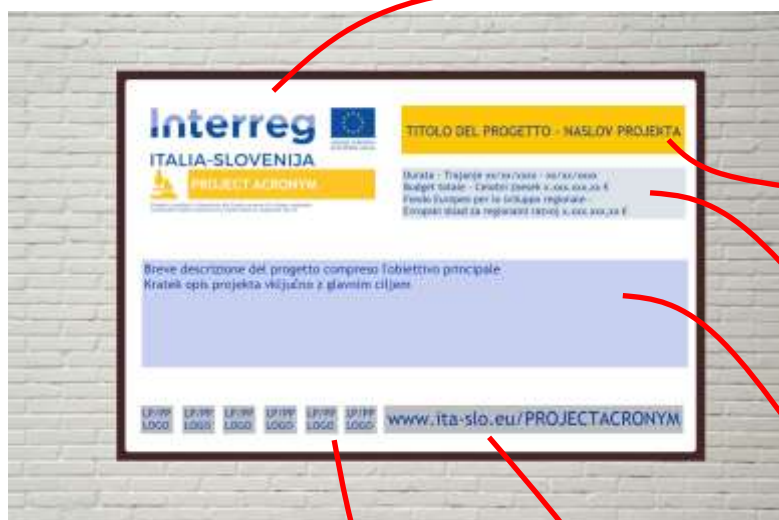 Interreg
ITALIA-SLOVENIJA
PROJECT ACRONYM
TITOLO DEL PROGETTO - NASLOV PROJEKTA
Durata - Trajanje xx/xx/xxxx - xx/xx/xxxx
Budget totale - Celotni znesek x.xxx.xxx,xx €
Fondo Europeo per lo sviluppo regionale -
Evropski sklad za regionalni razvoj x.xxx.xxx,xx €
Breve descrizione del progetto compreso l'obiettivo principale
Kratek opis projekta vključno z glavnim ciljem
LP/PP LOGO LP/PP LOGO LP/PP LOGO LP/PP LOGO LP/PP LOGO LP/PP LOGO
www.ita-slo.eu/PROJECTACRONYM